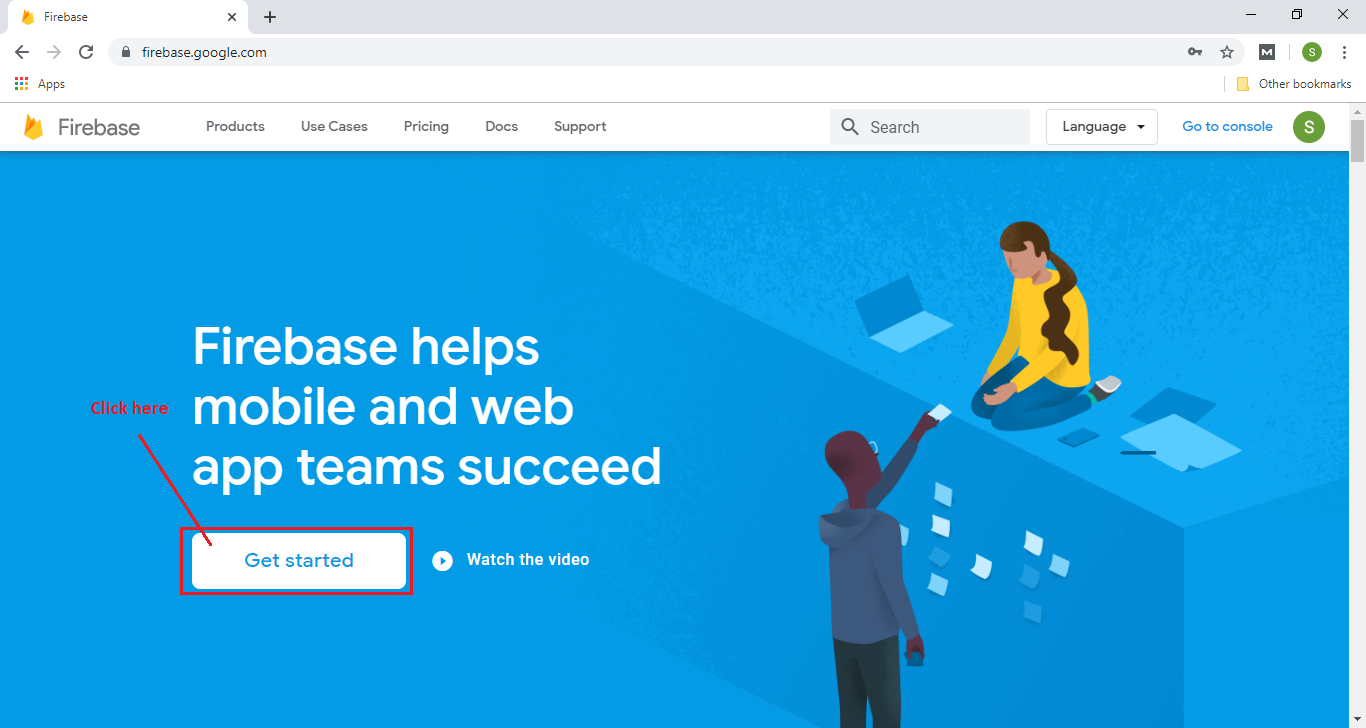 Firebase
firebase.google.com
S
Apps
Other bookmarks
Firebase
Products
Use Cases
Pricing
Docs
Support
Search
Language
Go to console
S
Firebase helps
mobile and web
app teams succeed
Click here
Get started
Watch the video